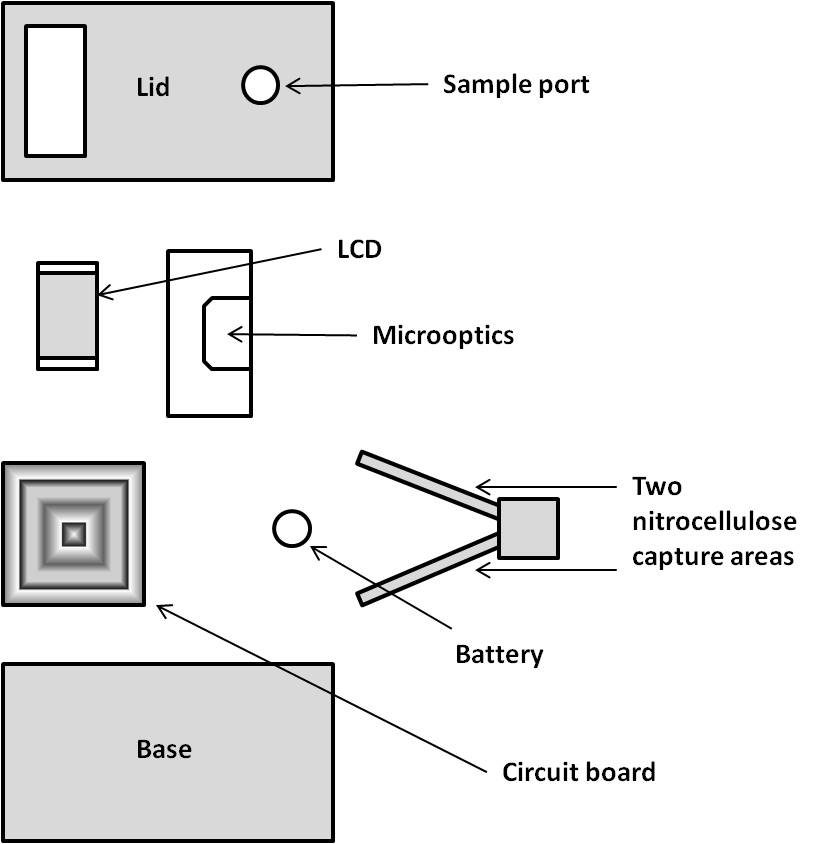 Lid
Sample port
LCD
Microoptics
Two
nitrocellulose
capture areas
Battery
Base
Circuit board